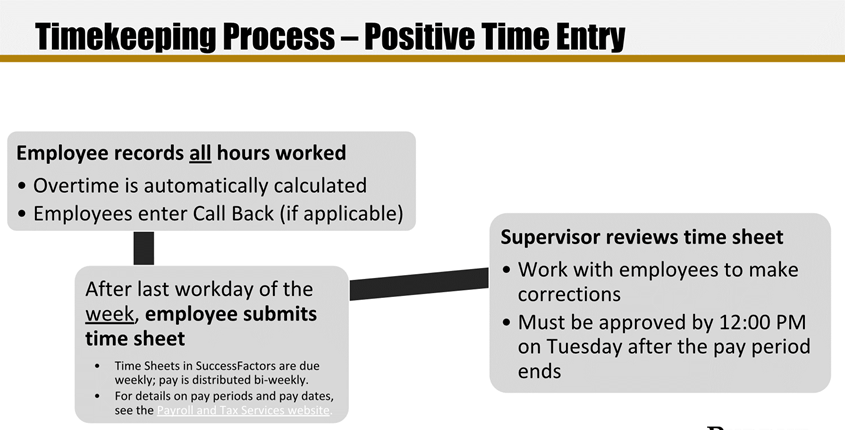 Timekeeping Process – Positive Time Entry
Employee records all hours worked
• Overtime is automatically calculated
• Employees enter Call Back (if applicable)
After last workday of the
week, employee submits
time sheet
• Time Sheets in SuccessFactors are due
weekly; pay is distributed bi-weekly.
• For details on pay periods and pay dates,
see the Payroll and Tax Services website.
Supervisor reviews time sheet
• Work with employees to make
corrections
• Must be approved by 12:00 PM
on Tuesday after the pay period
ends